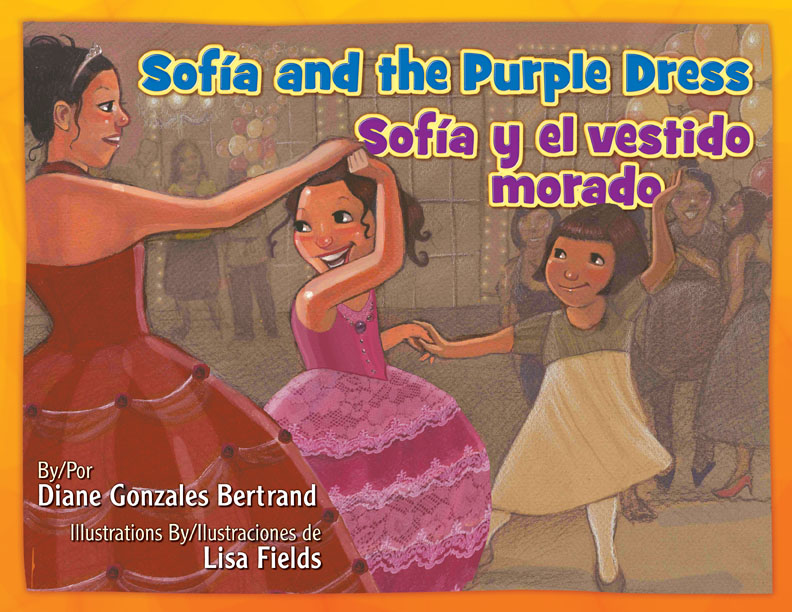 Sofía and the Purple Dress
Sofía y el vestido
morado
By/Por
Diane Gonzales Bertrand
Illustrations By/Ilustraciones de
Lisa Fields